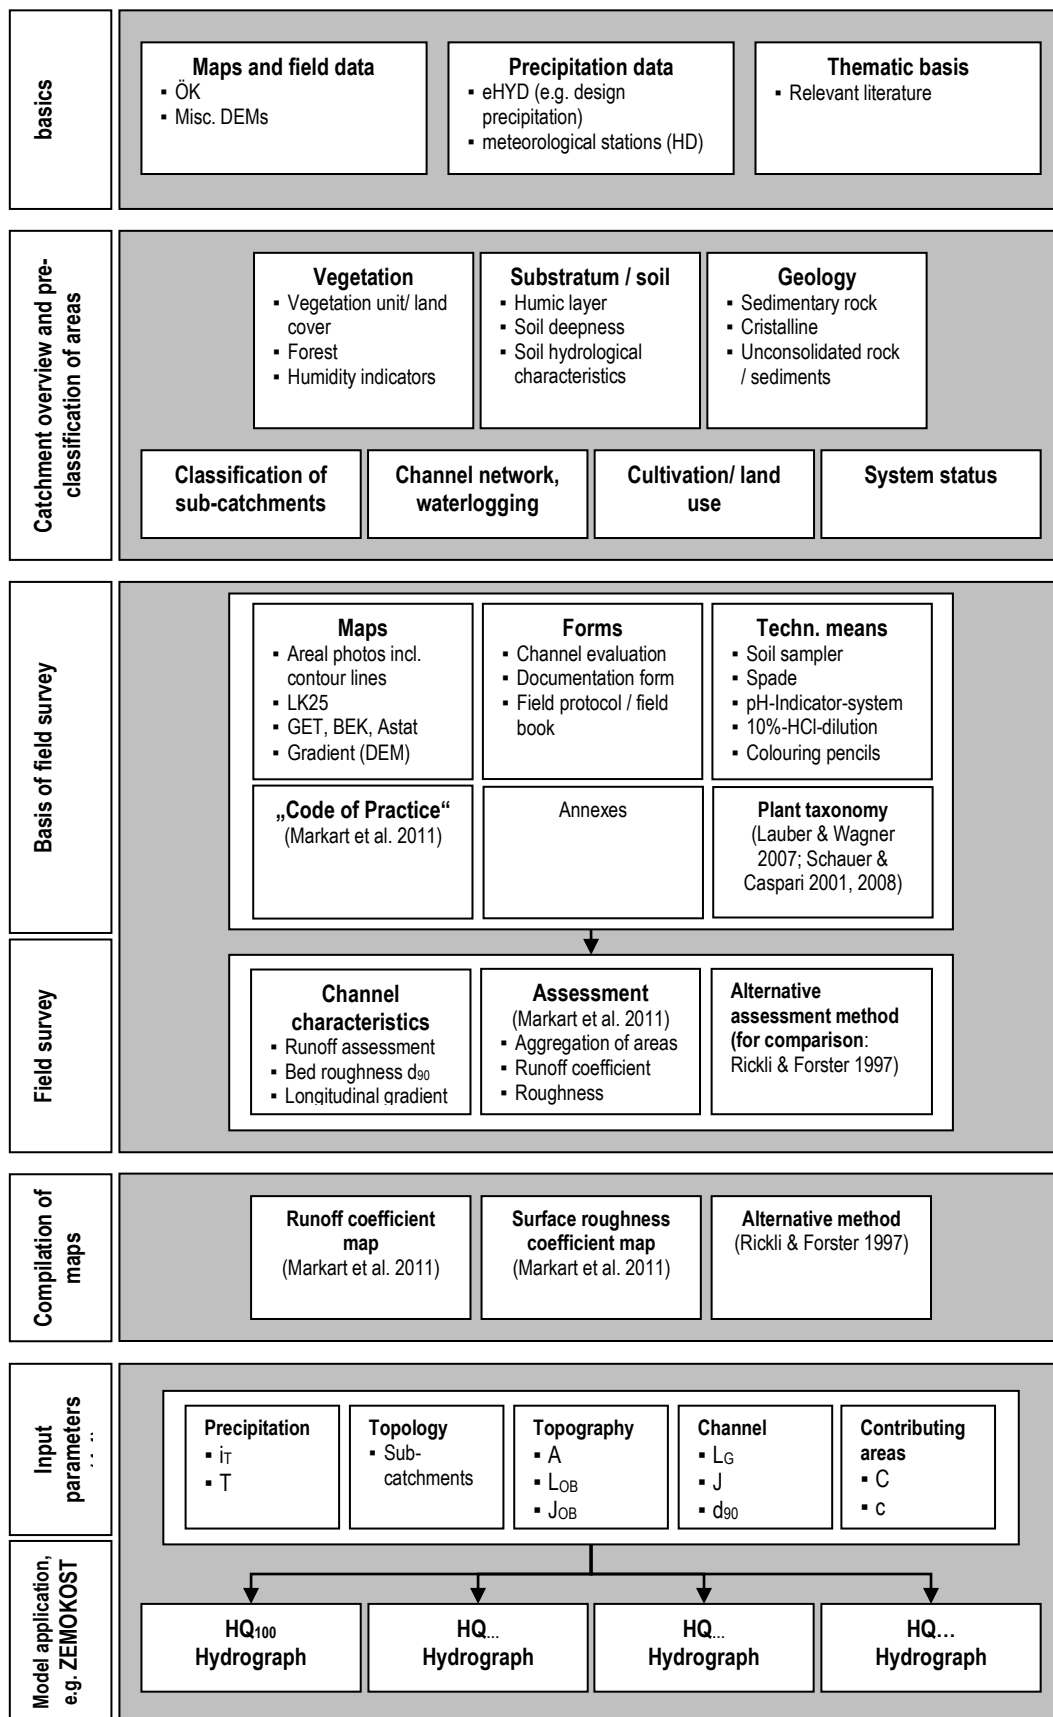 basics
Maps and field data
▪ ÖK
▪ Misc. DEMs
Precipitation data
▪ eHYD (e.g. design
precipitation)
▪ meteorological stations (HD)
Thematic basis
▪ Relevant literature
Catchment overview and pre-
classification of areas
Vegetation
▪ Vegetation unit/ land
cover
▪ Forest
▪ Humidity indicators
Substratum / soil
▪ Humic layer
▪ Soil deepness
▪ Soil hydrological
characteristics
Geology
▪ Sedimentary rock
▪ Cristalline
▪ Unconsolidated rock
/ sediments
Classification of
sub-catchments
Channel network,
waterlogging
Cultivation/ land
use
System status
Basis of field survey
Maps
▪ Areal photos incl.
contour lines
▪ LK25
▪ GET, BEK, Astat
▪ Gradient (DEM)
Forms
▪ Channel evaluation
▪ Documentation form
▪ Field protocol / field
book
Techn. means
▪ Soil sampler
▪ Spade
▪ pH-Indicator-system
▪ 10%-HCl-dilution
▪ Colouring pencils
„Code of Practice“
(Markart et al. 2011)
Annexes
Plant taxonomy
(Lauber & Wagner
2007; Schauer &
Caspari 2001, 2008)
Field survey
Channel
characteristics
▪ Runoff assessment
▪ Bed roughness d90
▪ Longitudinal gradient
Assessment
(Markart et al. 2011)
▪ Aggregation of areas
▪ Runoff coefficient
▪ Roughness
Alternative
assessment method
(for comparison:
Rickli & Forster 1997)
Compilation of
maps
Runoff coefficient
map
(Markart et al. 2011)
Surface roughness
coefficient map
(Markart et al. 2011)
Alternative method
(Rickli & Forster 1997)
Input
parameters
Precipitation
▪ iT
▪ T
Topology
▪ Sub-
catchments
Topography
▪ A
▪ LOB
▪ JOB
Channel
▪ LG
▪ J
▪ d90
Contributing
areas
▪ C
▪ c
Model application,
e.g. ZEMOKOST
HQ100
Hydrograph
HQ...
Hydrograph
HQ...
Hydrograph
HQ...
Hydrograph